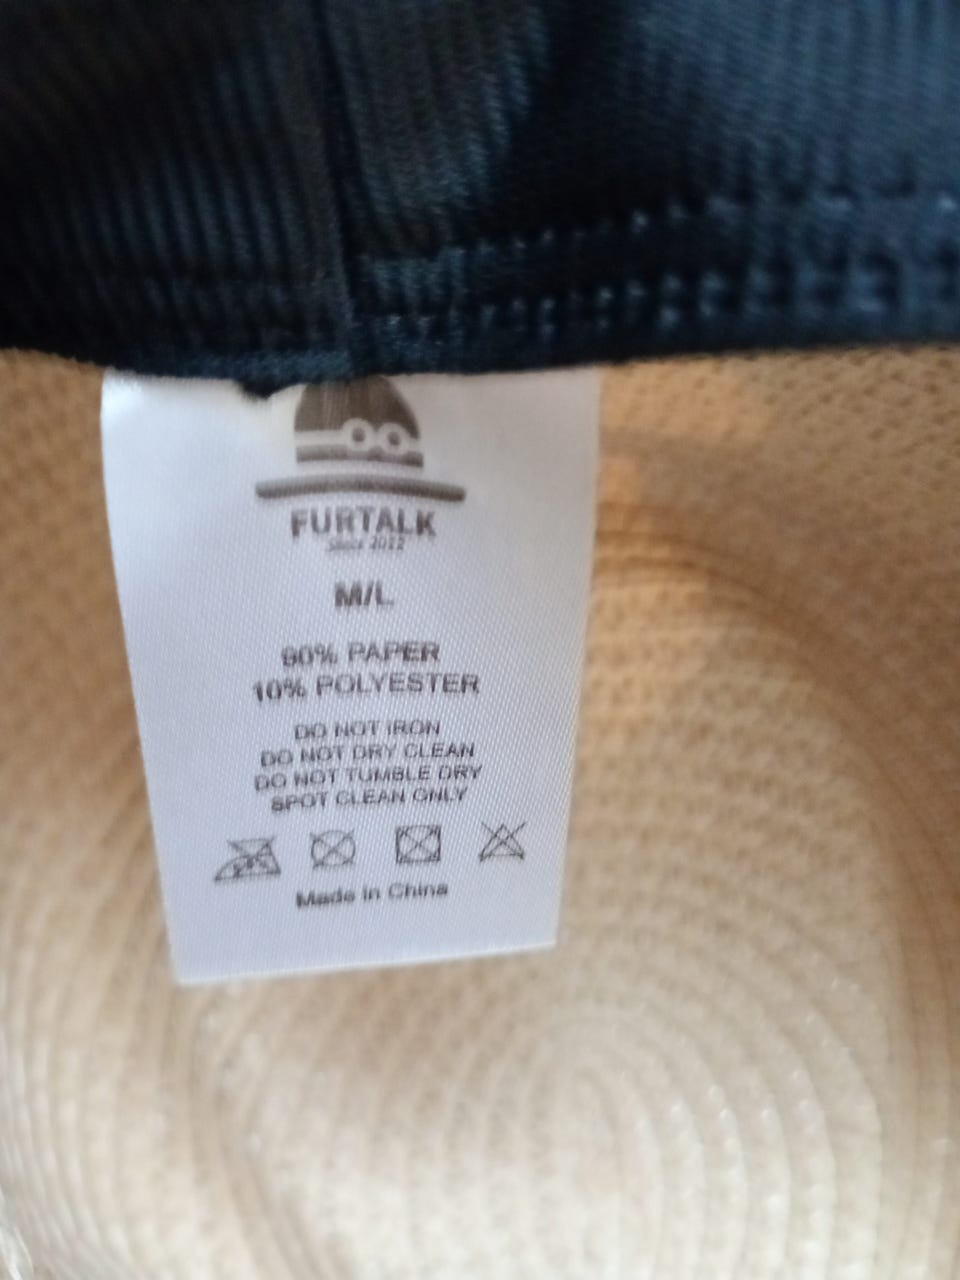 FURTALK
Since 2012
M/L
90% PAPER
10% POLYESTER
DO NOT IRON
DO NOT DRY CLEAN
DO NOT TUMBLE DRY
SPOT CLEAN ONLY
Made in China